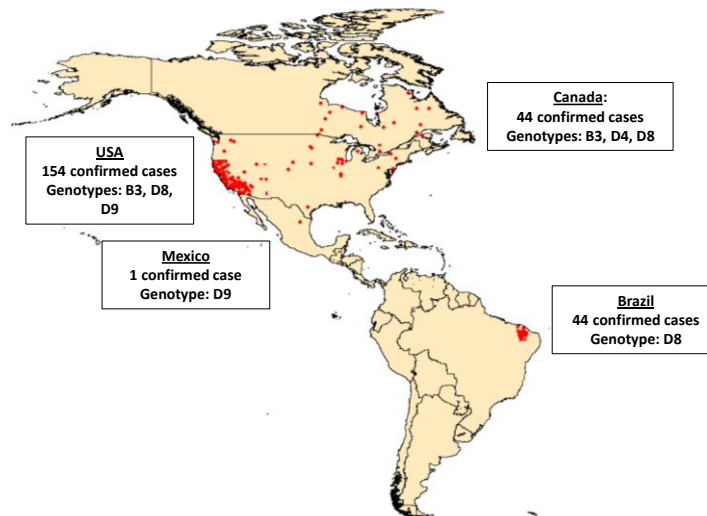 Canada:
44 confirmed cases
Genotypes: B3, D4, D8
USA
154 confirmed cases
Genotypes: B3, D8,
D9
Mexico
1 confirmed case
Genotype: D9
Brazil
44 confirmed cases
Genotype: D8